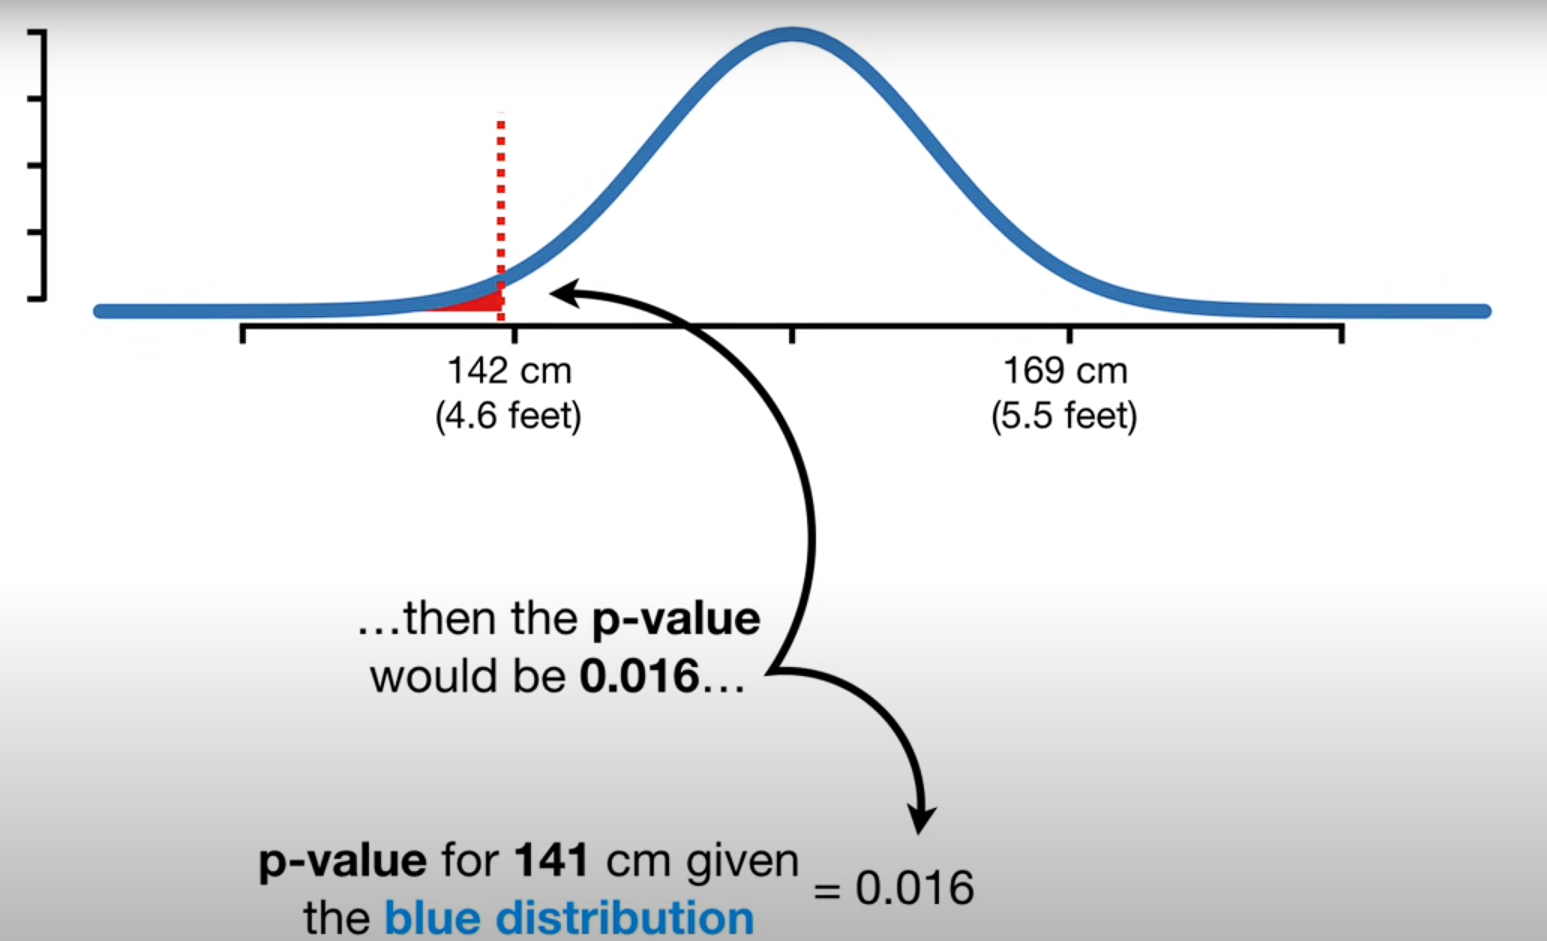 142 cm
(4.6 feet)
169 cm
(5.5 feet)
…then the p-value
would be 0.016…
p-value for 141 cm given
the blue distribution
= 0.016